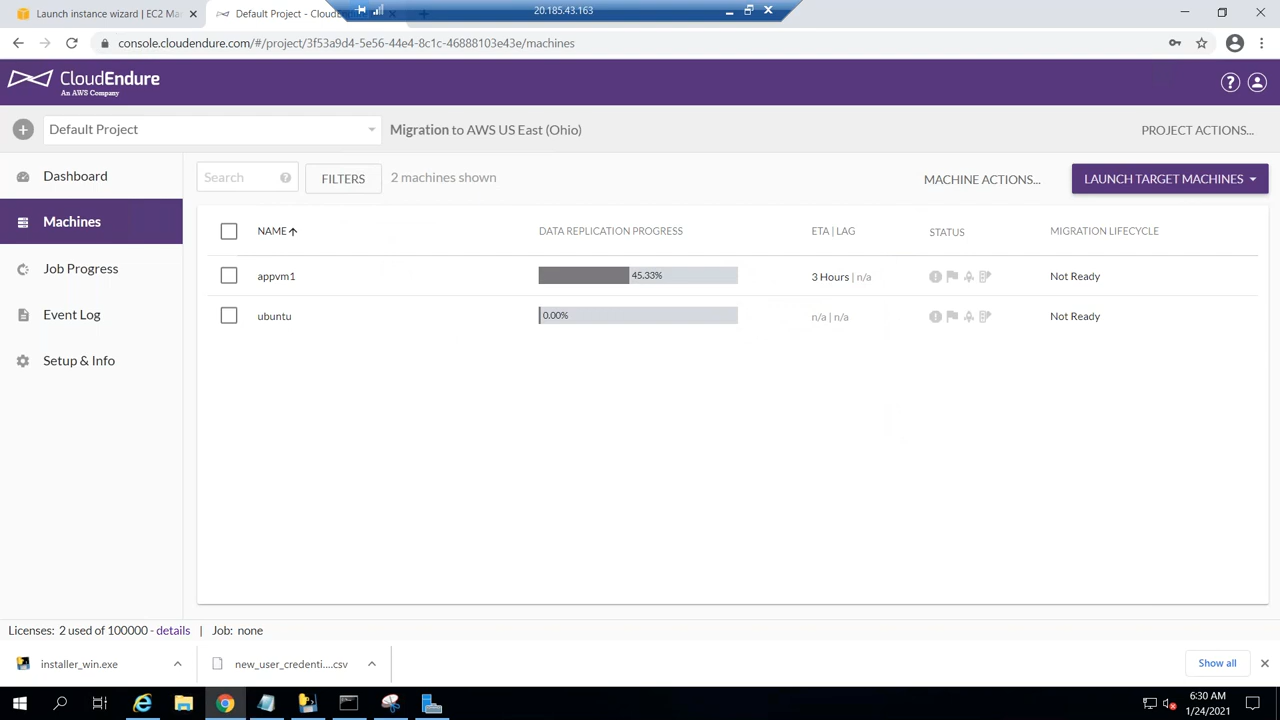 Launch instance wizard | EC2 Ma
Default Project - CloudEndu
20.185.43.163
console.cloudendure.com/#/project/3f53a9d4-5e56-44e4-8c1c-46888103e43e/machines
CloudEndure
An AWS Company
Default Project
Migration to AWS US East (Ohio)
PROJECT ACTIONS...
Dashboard
Machines
Job Progress
Event Log
Setup & Info
Search
FILTERS
2 machines shown
MACHINE ACTIONS...
LAUNCH TARGET MACHINES
NAME
DATA REPLICATION PROGRESS
ETA | LAG
STATUS
MIGRATION LIFECYCLE
appvm1
45.33%
3 Hours | n/a
Not Ready
ubuntu
0.00%
n/a | n/a
Not Ready
Licenses: 2 used of 100000 - details | Job: none
installer_win.exe
new_user_credenti....csv
Show all
6:30 AM
1/24/2021